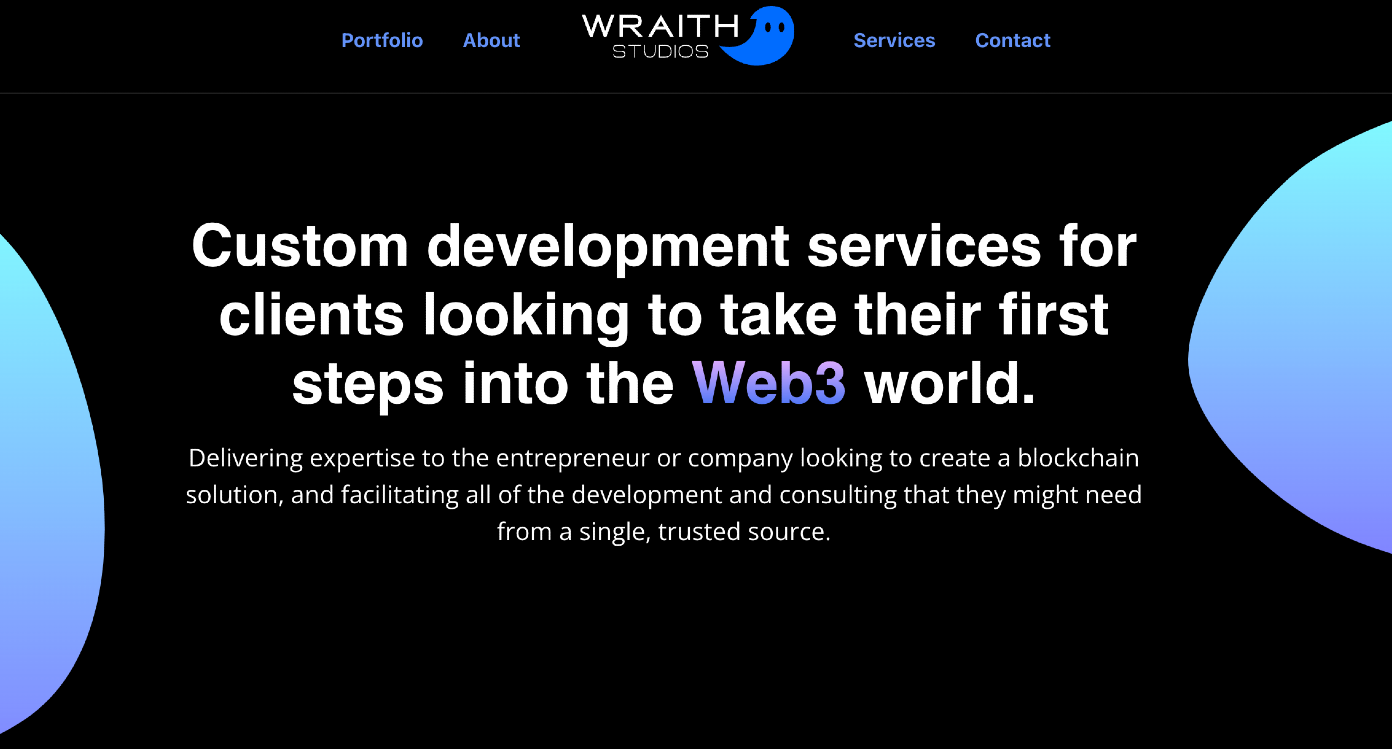 Portfolio
About
WRAITH
STUDIOS
Services
Contact
Custom development services for
clients looking to take their first
steps into the Web3 world.
Delivering expertise to the entrepreneur or company looking to create a blockchain
solution, and facilitating all of the development and consulting that they might need
from a single, trusted source.